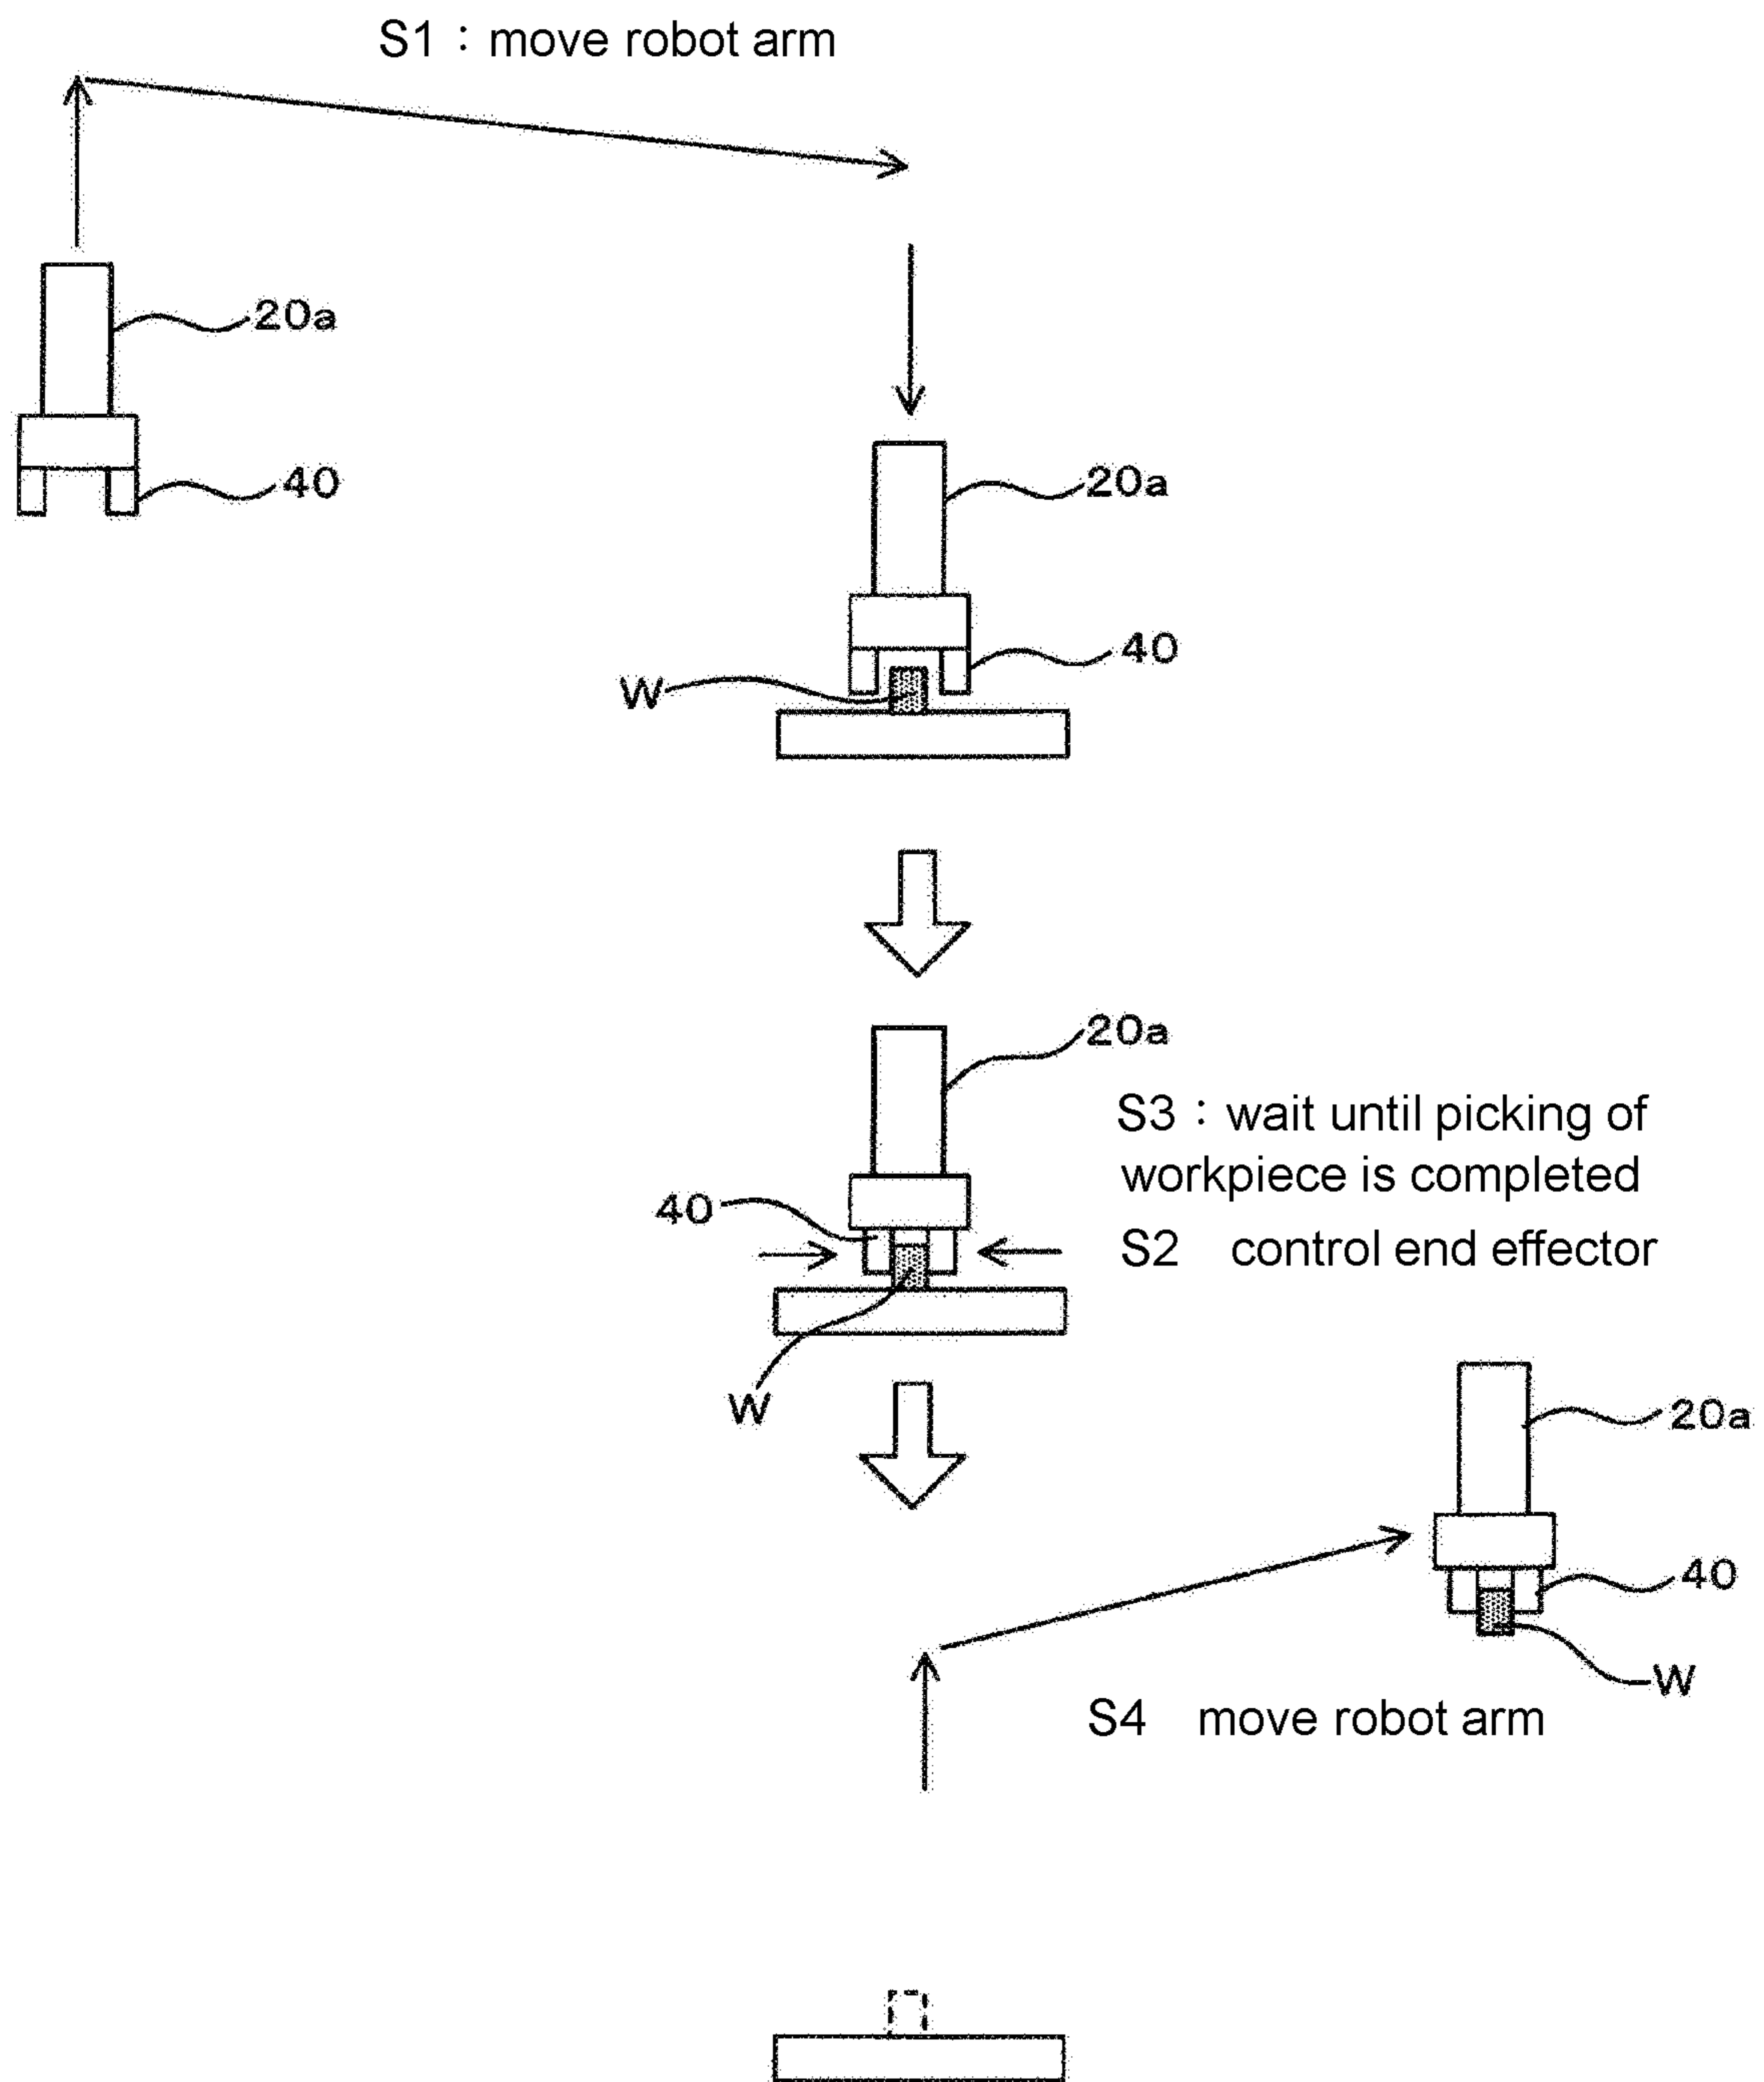 S1：move robot arm
20a
40
20a
40
W
20a
S3：wait until picking of
workpiece is completed
40
S2 control end effector
W
20a
40
W
S4 move robot arm